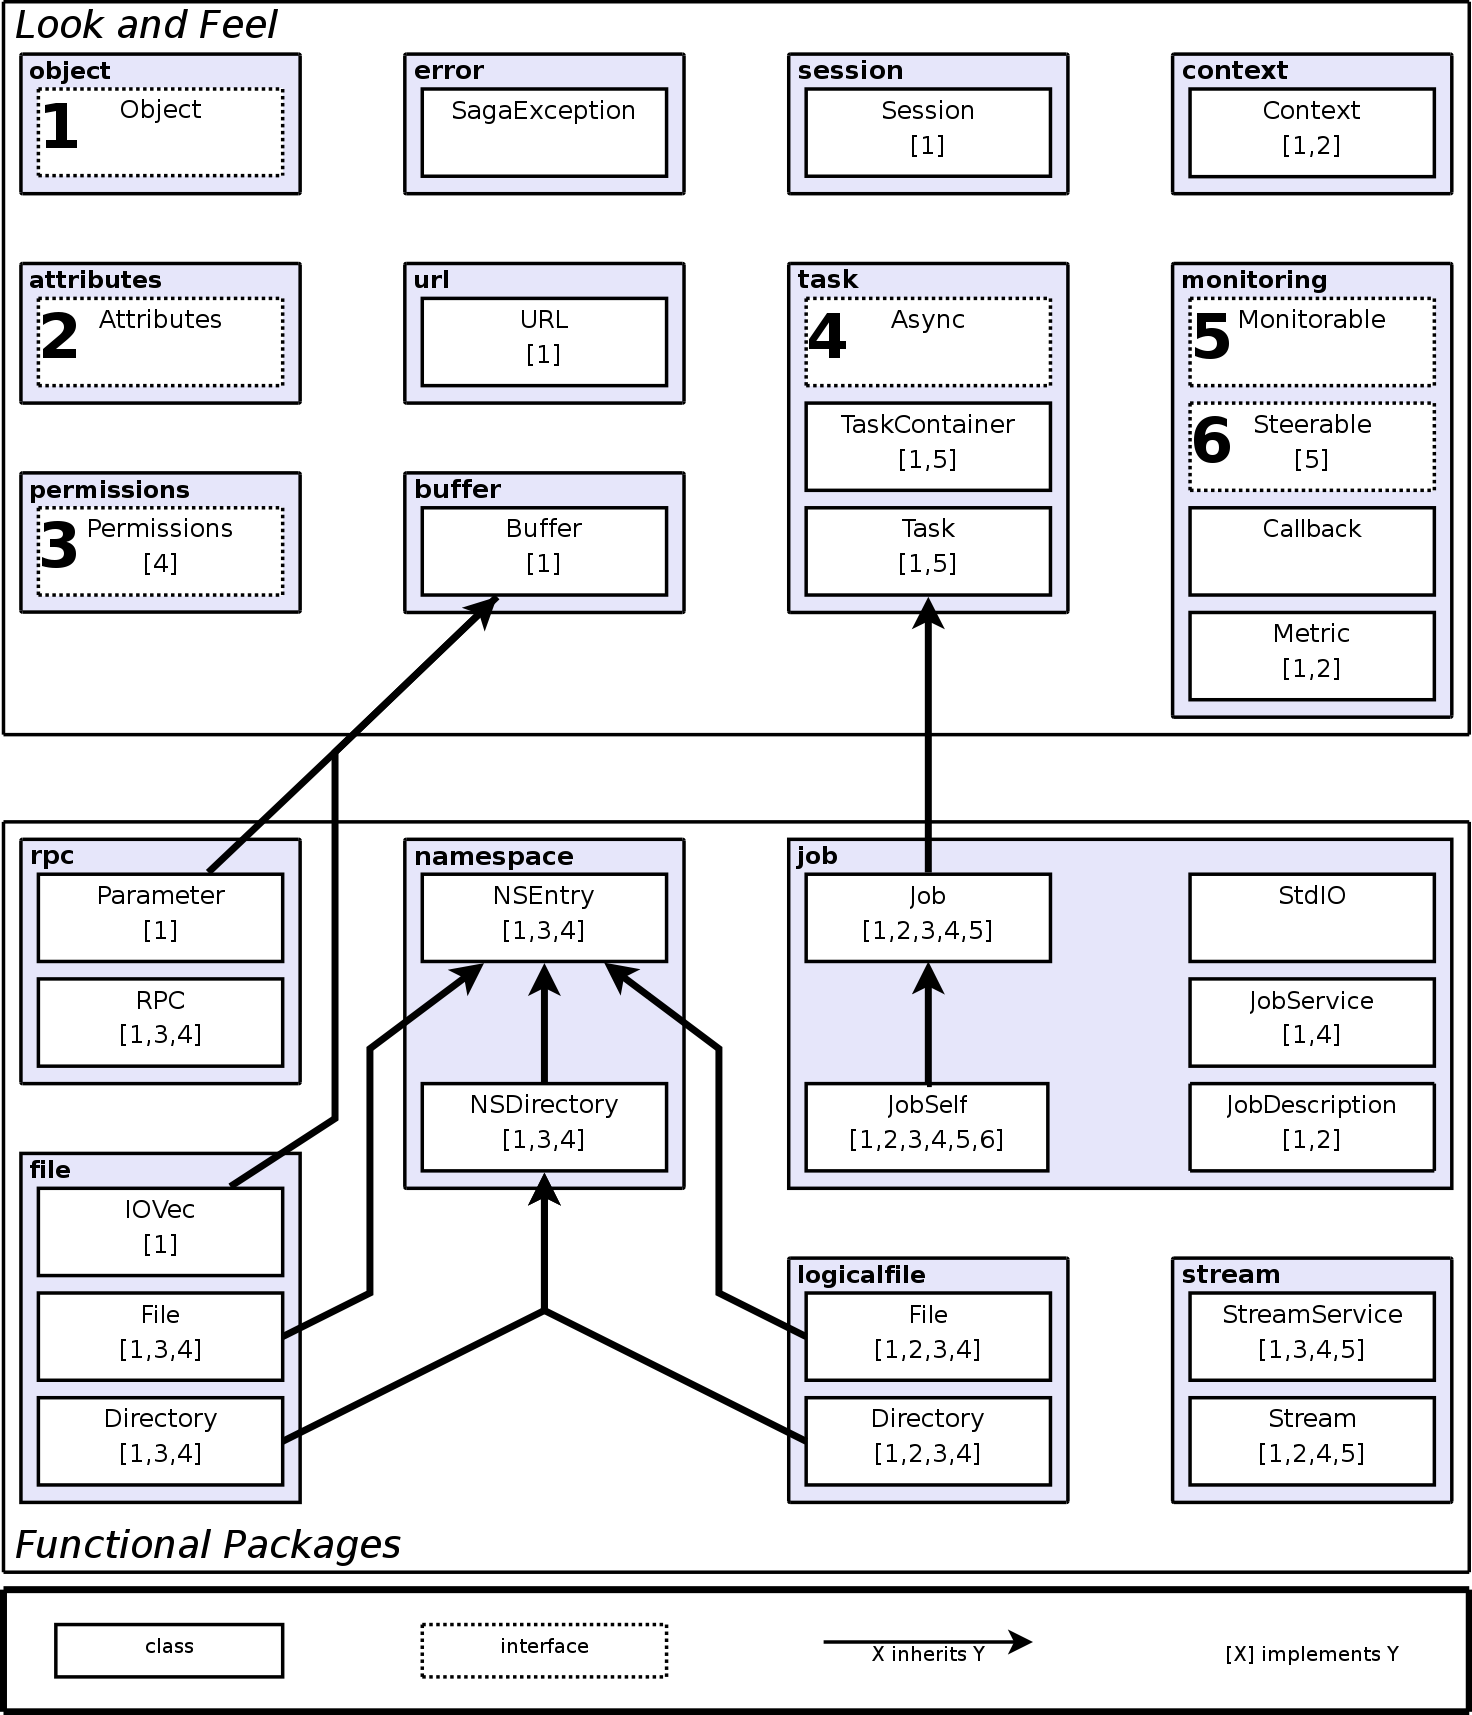 Look and Feel
object
1
Object
error
SagaException
session
Session
[1]
context
Context
[1,2]
attributes
2
Attributes
url
URL
[1]
task
4
Async
TaskContainer
[1,5]
Task
[1,5]
monitoring
5
Monitorable
6
Steerable
[5]
Callback
Metric
[1,2]
permissions
3
Permissions
[4]
buffer
Buffer
[1]
rpc
Parameter
[1]
RPC
[1,3,4]
namespace
NSEntry
[1,3,4]
NSDirectory
[1,3,4]
job
Job
[1,2,3,4,5]
JobSelf
[1,2,3,4,5,6]
StdIO
JobService
[1,4]
JobDescription
[1,2]
file
IOVec
[1]
File
[1,3,4]
Directory
[1,3,4]
logicalfile
File
[1,2,3,4]
Directory
[1,2,3,4]
stream
StreamService
[1,3,4,5]
Stream
[1,2,4,5]
Functional Packages
class
interface
X inherits Y
[X] implements Y